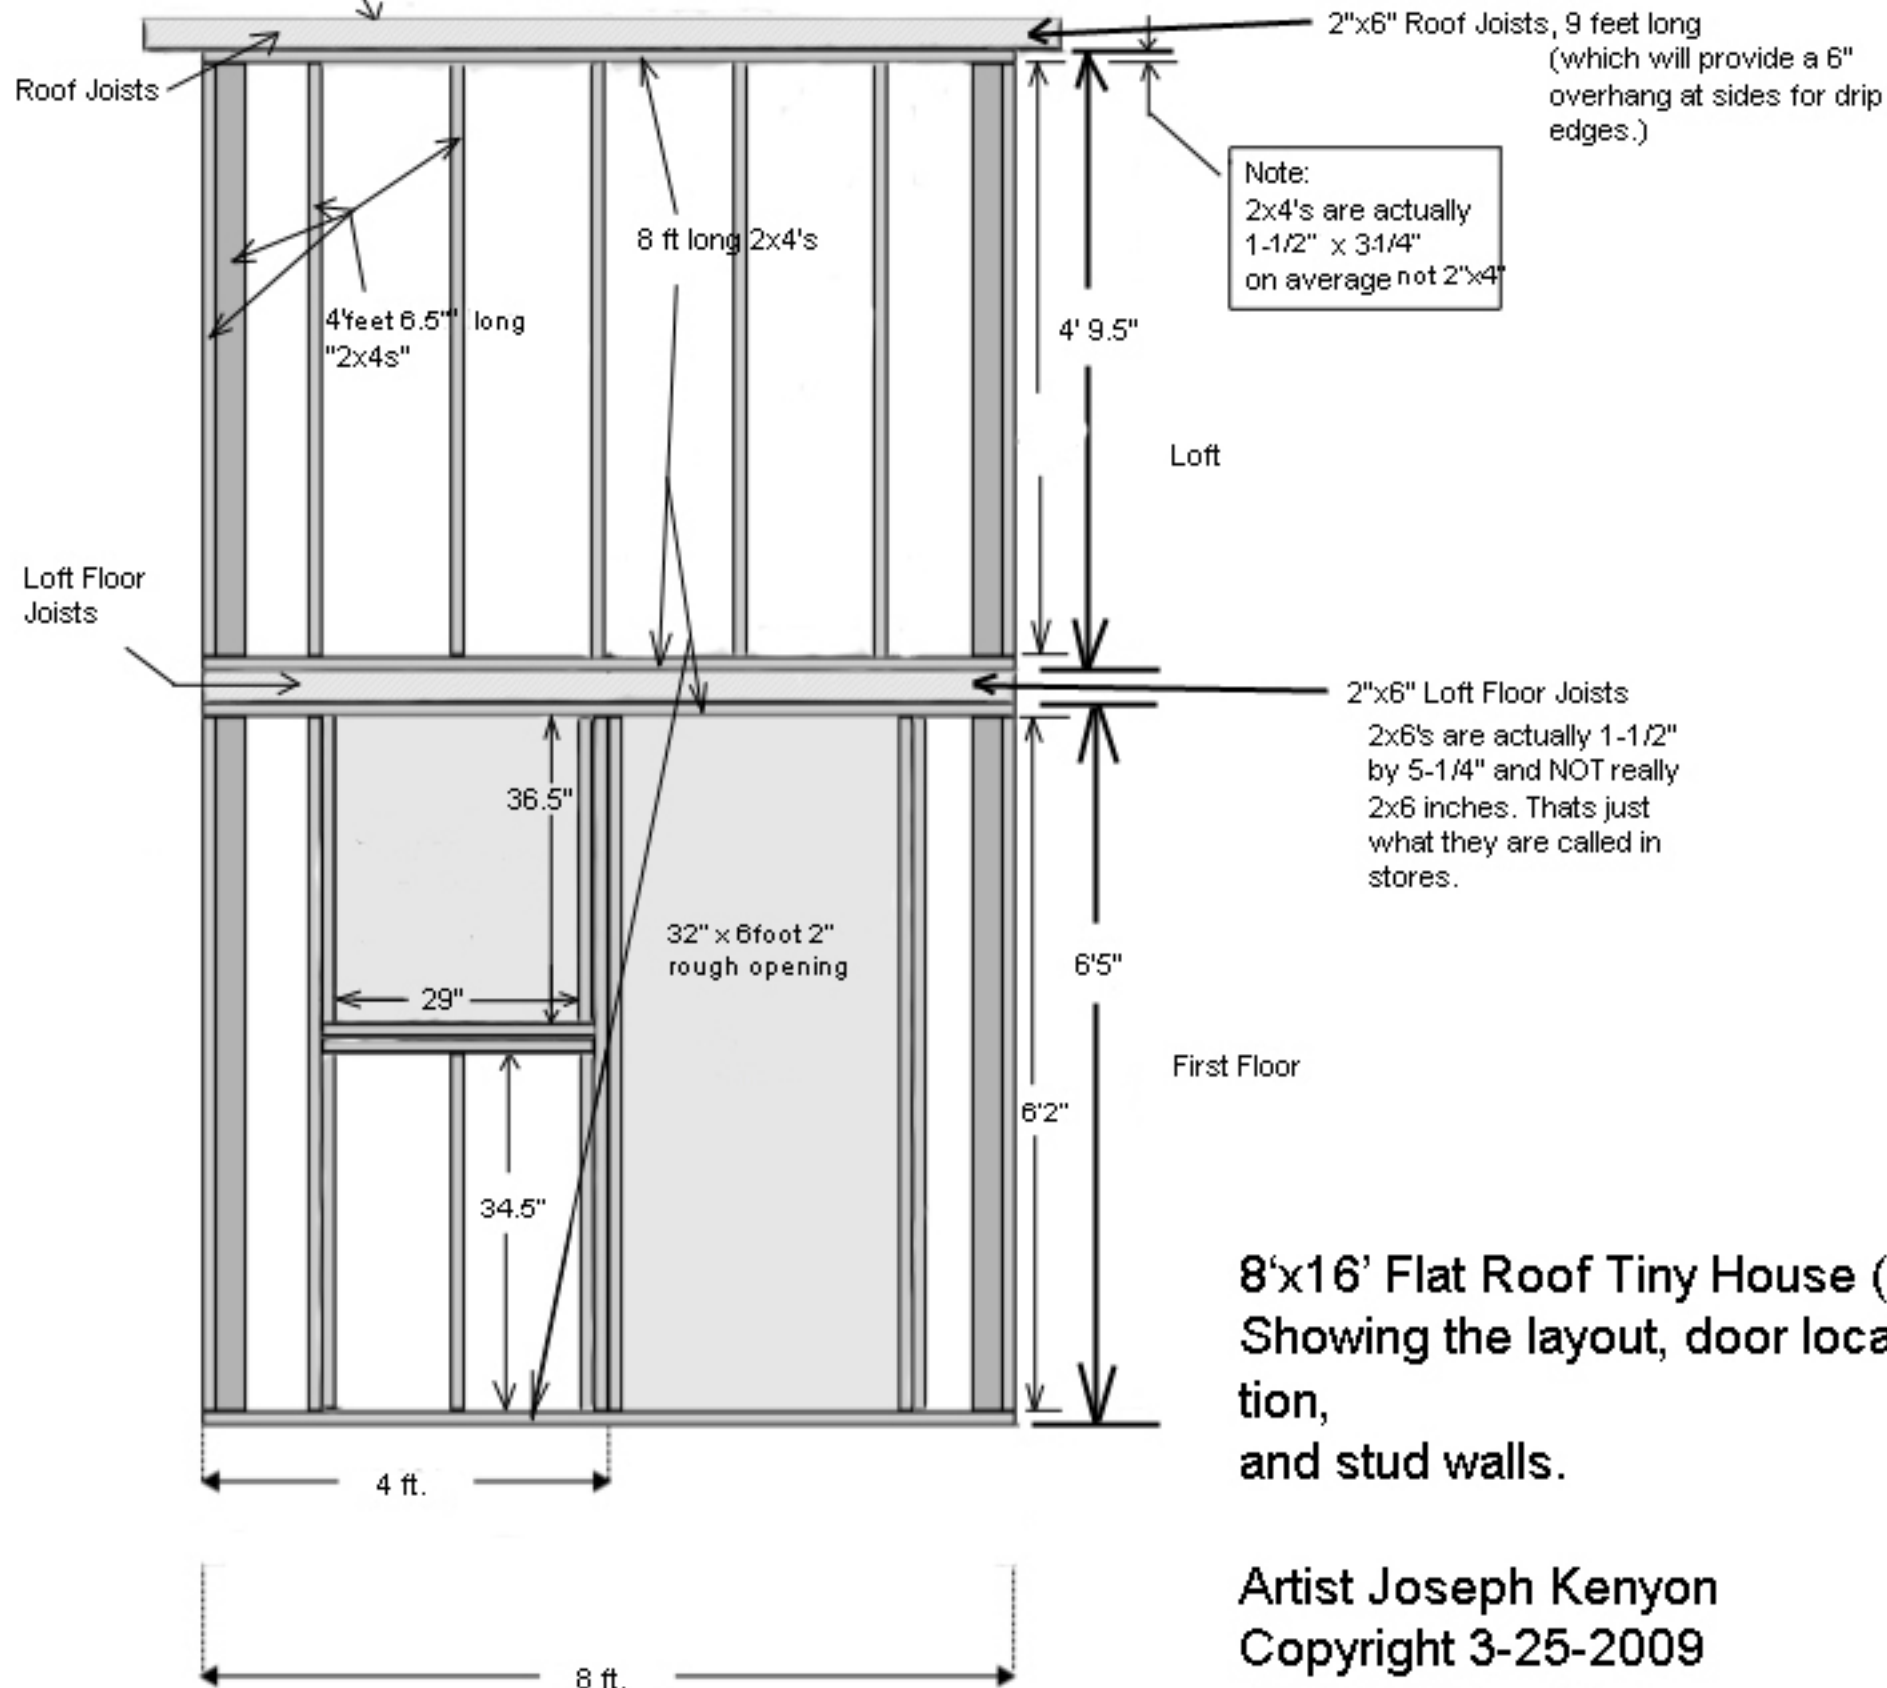 2"x6" Roof Joists, 9 feet long
(which will provide a 6"
overhang at sides for drip
edges.)
Roof Joists
Note:
2x4's are actually
1-1/2" x 31/4"
on average not 2"x4"
8 ft long 2x4's
4'feet 6.5"' long
"2x4s"
4' 9.5"
Loft
Loft Floor
Joists
2"x6" Loft Floor Joists
2x6's are actually 1-1/2"
by 5-1/4" and NOT really
2x6 inches. Thats just
what they are called in
stores.
36.5"
32" x 6foot 2"
rough opening
6'5"
29"
First Floor
6'2"
34.5"
8‘x16’ Flat Roof Tiny House (
Showing the layout, door loca
tion,
and stud walls.
4 ft.
Artist Joseph Kenyon
Copyright 3-25-2009
8 ft.